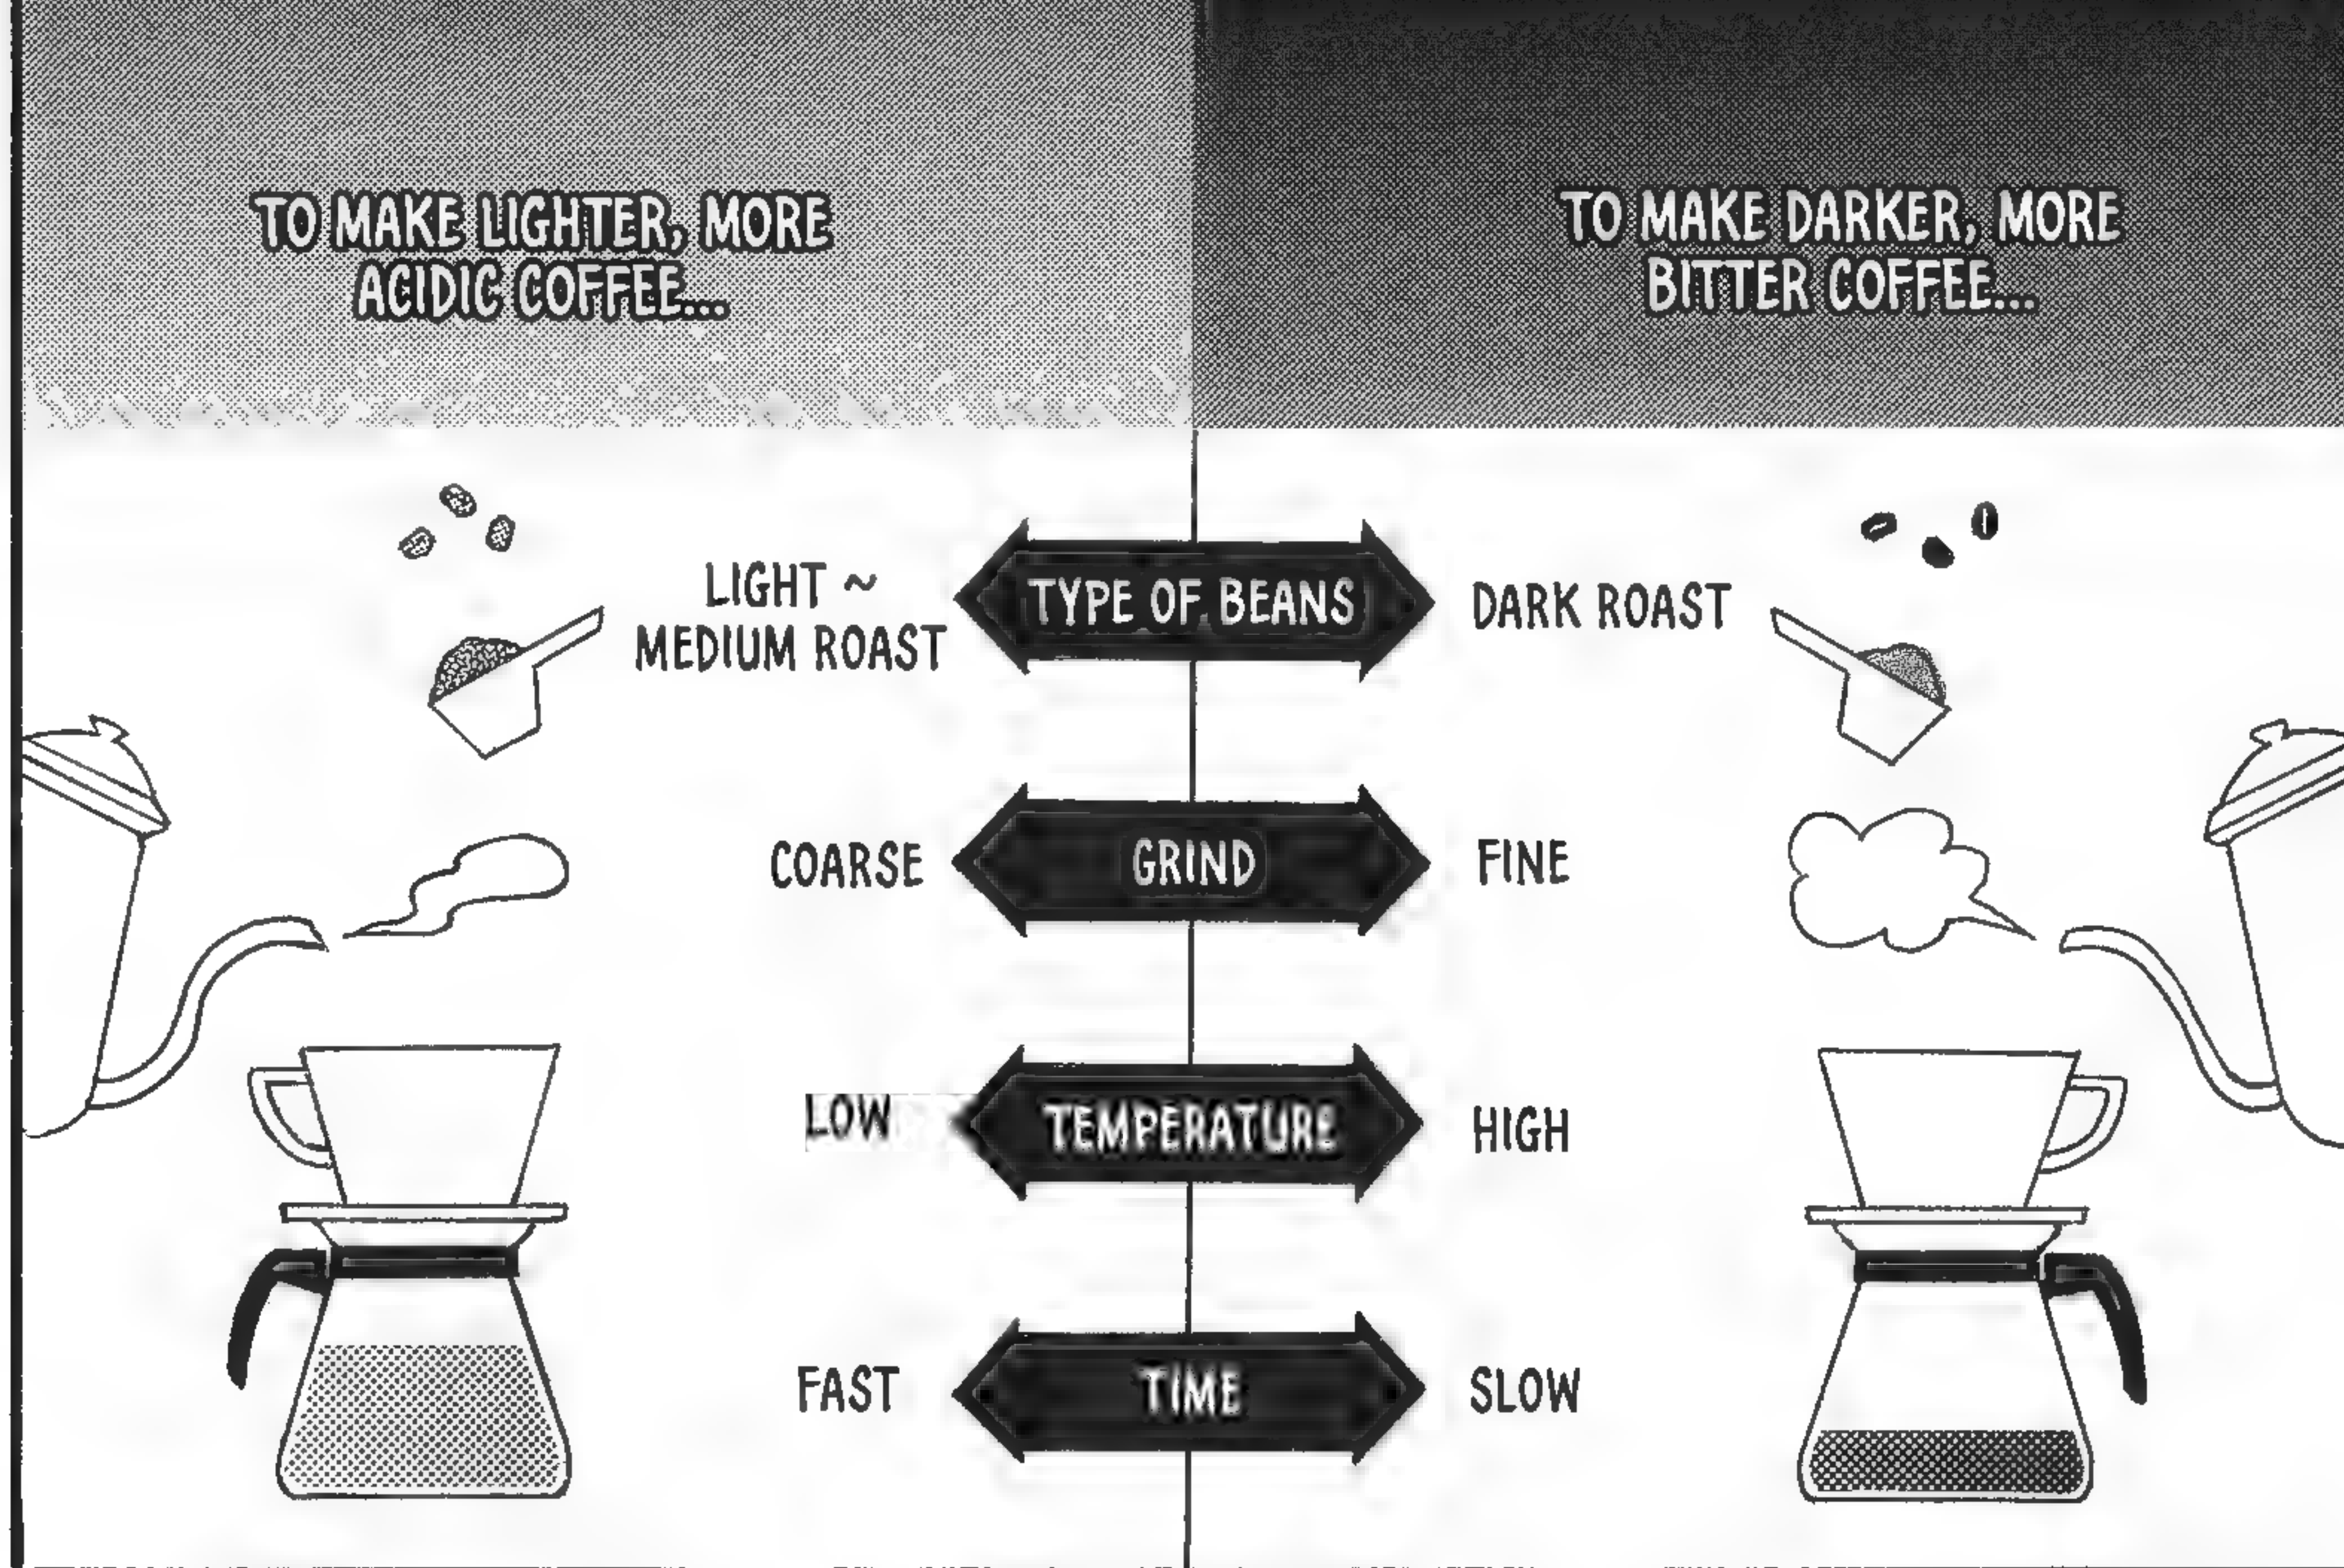 TO MAKE LIGHTER, MORE
ACIDIC COFFEE...
TO MAKE DARKER, MORE
BITTER COFFEE...
LIGHT ~
MEDIUM ROAST
TYPE OF BEANS
DARK ROAST
COARSE
GRIND
FINE
LOW
TEMPERATURE
HIGH
FAST
TIME
SLOW